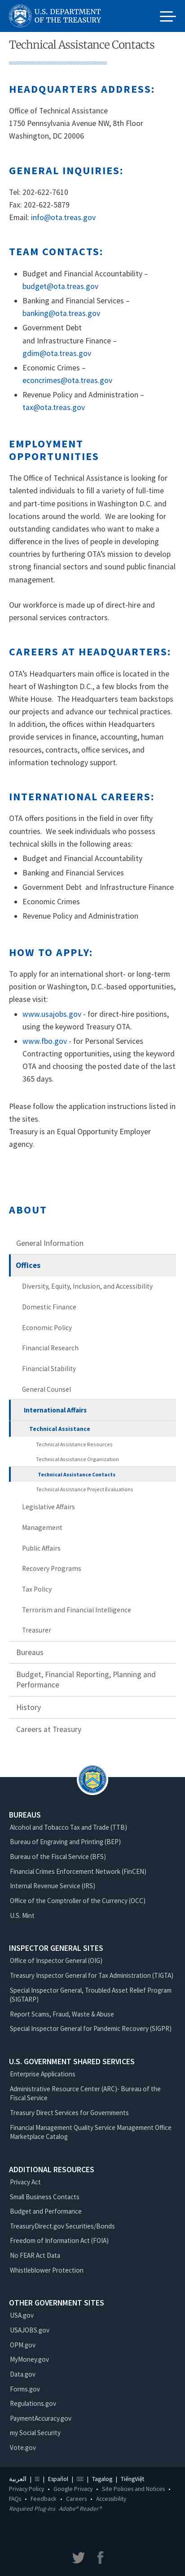 U.S. DEPARTMENT
OF THE TREASURY
Technical Assistance Contacts
HEADQUARTERS ADDRESS:
Office of Technical Assistance
1750 Pennsylvania Avenue NW, 8th Floor
Washington, DC 20006
GENERAL INQUIRIES:
Tel: 202-622-7610
Fax: 202-622-5879
Email: info@ota.treas.gov
TEAM CONTACTS:
Budget and Financial Accountability –
budget@ota.treas.gov
Banking and Financial Services –
banking@ota.treas.gov
Government Debt
and Infrastructure Finance –
gdim@ota.treas.gov
Economic Crimes –
econcrimes@ota.treas.gov
Revenue Policy and Administration –
tax@ota.treas.gov
EMPLOYMENT
OPPORTUNITIES
The Office of Technical Assistance is looking for
talented individuals to fill a variety of full-time
and part-time positions in Washington D.C. and
locations around the world. We are looking for
outstanding candidates who want to make a
difference in the lives of people in developing
countries by furthering OTA's mission to develop
strong financial sectors and sound public financial
management.
Our workforce is made up of direct-hire and
personal services contractors.
CAREERS AT HEADQUARTERS:
OTA's Headquarters main office is located in the
heart of Washington D.C., a few blocks from the
White House. The Headquarters team backstops
our projects and advance our technical practices.
In addition, the offices within Headquarters
provide services in accounting, human
resources, contracts, office services, and
information technology support.
INTERNATIONAL CAREERS:
OTA offers positions in the field in over fifty
countries. We seek individuals who possess
technical skills in the following areas:
Budget and Financial Accountability
Banking and Financial Services
Government Debt and Infrastructure Finance
Economic Crimes
Revenue Policy and Administration
HOW TO APPLY:
To apply for an international short- or long-term
position, or to apply for a Washington, D.C.-based opportunities,
please visit:
www.usajobs.gov - for direct-hire positions,
using the keyword Treasury OTA.
www.fbo.gov - for Personal Services
Contracting opportunities, using the keyword
OTA and choosing the posted date of the last
365 days.
Please follow the application instructions listed in
the sites.
Treasury is an Equal Opportunity Employer
agency.
ABOUT
General Information
Offices
Diversity, Equity, Inclusion, and Accessibility
Domestic Finance
Economic Policy
Financial Research
Financial Stability
General Counsel
International Affairs
Technical Assistance
Technical Assistance Resources
Technical Assistance Organization
Technical Assistance Contacts
Technical Assistance Project Evaluations
Legislative Affairs
Management
Public Affairs
Recovery Programs
Tax Policy
Terrorism and Financial Intelligence
Treasurer
Bureaus
Budget, Financial Reporting, Planning and
Performance
History
Careers at Treasury
BUREAUS
Alcohol and Tobacco Tax and Trade (TTB)
Bureau of Engraving and Printing (BEP)
Bureau of the Fiscal Service (BFS)
Financial Crimes Enforcement Network (FinCEN)
Internal Revenue Service (IRS)
Office of the Comptroller of the Currency (OCC)
U.S. Mint
INSPECTOR GENERAL SITES
Office of Inspector General (OIG)
Treasury Inspector General for Tax Administration (TIGTA)
Special Inspector General, Troubled Asset Relief Program
(SIGTARP)
Report Scams, Fraud, Waste & Abuse
Special Inspector General for Pandemic Recovery (SIGPR)
U.S. GOVERNMENT SHARED SERVICES
Enterprise Applications
Administrative Resource Center (ARC)- Bureau of the
Fiscal Service
Treasury Direct Services for Governments
Financial Management Quality Service Management Office
Marketplace Catalog
ADDITIONAL RESOURCES
Privacy Act
Small Business Contacts
Budget and Performance
TreasuryDirect.gov Securities/Bonds
Freedom of Information Act (FOIA)
No FEAR Act Data
Whistleblower Protection
OTHER GOVERNMENT SITES
USA.gov
USAJOBS.gov
OPM.gov
MyMoney.gov
Data.gov
Forms.gov
Regulations.gov
PaymentAccuracy.gov
my Social Security
Vote.gov
العربية | | Español | | Tagalog | TiếngViệt
Privacy Policy • Google Privacy • Site Policies and Notices •
FAQs • Feedback • Careers • Accessibility
Required Plug-ins Adobe® Reader®